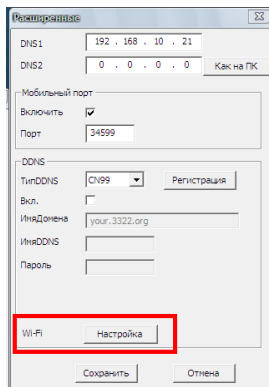 Расширенные
DNS1 192 . 168 . 10 . 21
DNS2 0 . 0 . 0 . 0 Как на ПК
Мобильный порт
Включить
Порт 34599
DDNS
ТипDDNS CN99 Регистрация
Вкл.
ИмяДомена your.3322.org
ИмяDDNS
Пароль
Wi-Fi Настройка
Сохранить Отмена